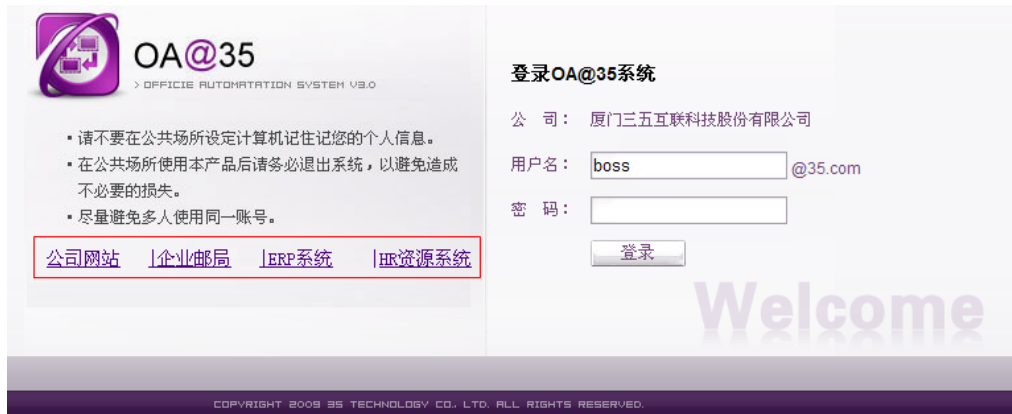 OA@35
> OFFICIE AUTOMATATION SYSTEM V3.0
▪ 请不要在公共场所设定计算机记住记您的个人信息。
▪ 在公共场所使用本产品后请务必退出系统，以避免造成
不必要的损失。
▪ 尽量避免多人使用同一账号。
公司网站 |企业邮局 |ERP系统 |HR资源系统
登录OA@35系统
公 司： 厦门三五互联科技股份有限公司
用户名： boss @35.com
密 码：
登录
Welcome
COPYRIGHT 2009 35 TECHNOLOGY CO., LTD. ALL RIGHTS RESERVED.